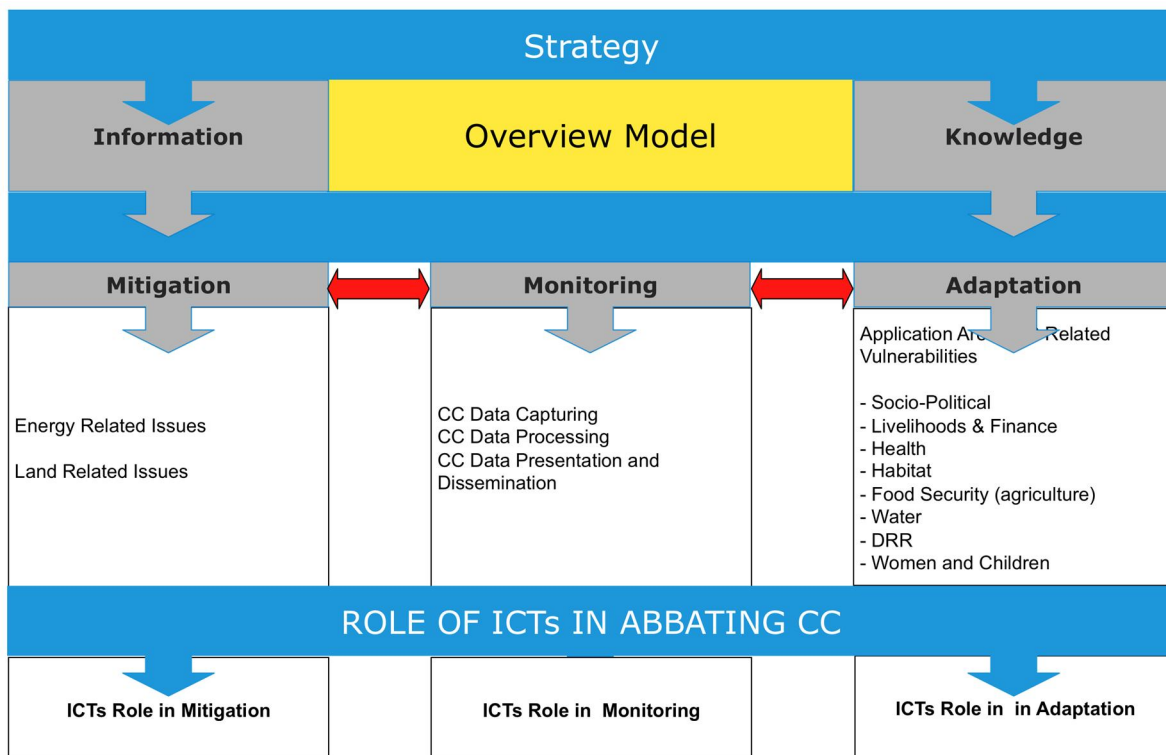 Strategy
Information
Overview Model
Knowledge
Mitigation
Monitoring
Adaptation
Energy Related Issues
Land Related Issues
CC Data Capturing
CC Data Processing
CC Data Presentation and
Dissemination
Application Related
Vulnerabilities
- Socio-Political
- Livelihoods & Finance
- Health
- Habitat
- Food Security (agriculture)
- Water
- DRR
- Women and Children
ROLE OF ICTs IN ABBATING CC
ICTs Role in Mitigation
ICTs Role in Monitoring
ICTs Role in in Adaptation